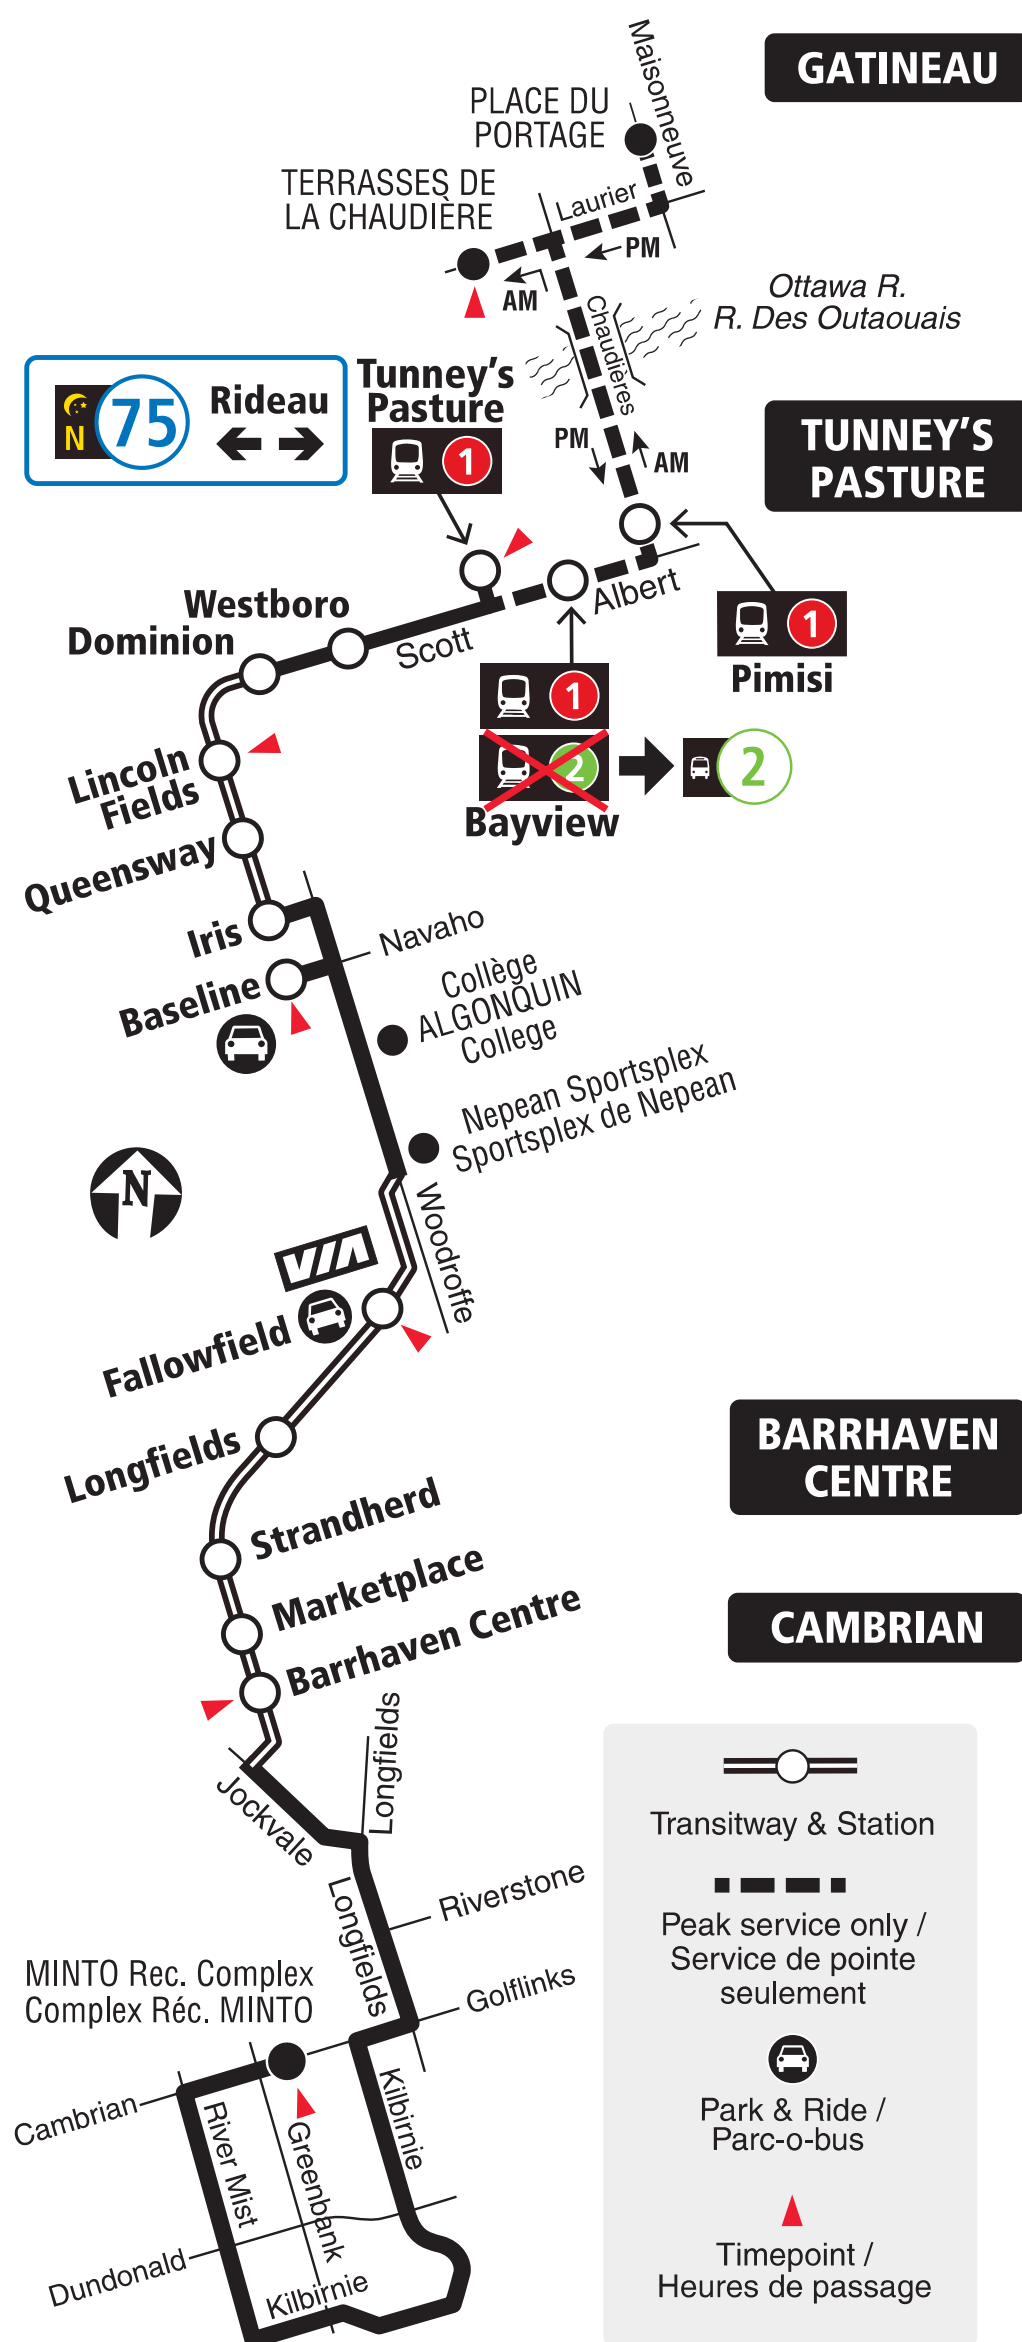 GATINEAU
Maisonneuve
PLACE DU
PORTAGE
TERRASSES DE
LA CHAUDIÈRE
Laurier
PM
AM
Ottawa R.
R. Des Outaouais
Chaudières
N
75
Rideau
Tunney's
Pasture
1
PM
AM
TUNNEY'S
PASTURE
Albert
Westboro
Dominion
Scott
1
Pimisi
1
2
2
Bayview
Lincoln
Fields
Queensway
Iris
Navaho
Baseline
Collège
ALGONQUIN
College
Nepean Sportsplex
Sportsplex de Nepean
N
Woodroffe
VIA
Fallowfield
Longfields
BARRHAVEN
CENTRE
Strandherd
Marketplace
Barrhaven Centre
CAMBRIAN
Longfields
Jockvale
Longfields
Riverstone
MINTO Rec. Complex
Complex Réc. MINTO
Golflinks
Cambrian
River Mist
Greenbank
Kilbirnie
Dundonald
Kilbirnie
Transitway & Station
Peak service only /
Service de pointe
seulement
Park & Ride /
Parc-o-bus
Timepoint /
Heures de passage